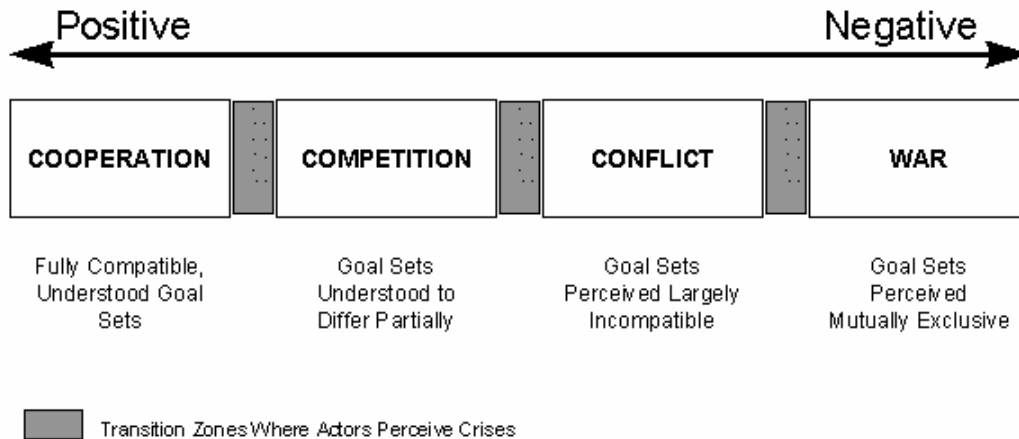 Positive Negative
COOPERATION COMPETITION CONFLICT WAR
Fully Compatible,
Understood Goal
Sets
Goal Sets
Understood to
Differ Partially
Goal Sets
Perceived Largely
Incompatible
Goal Sets
Perceived
Mutually Exclusive
Transition Zones Where Actors Perceive Crises